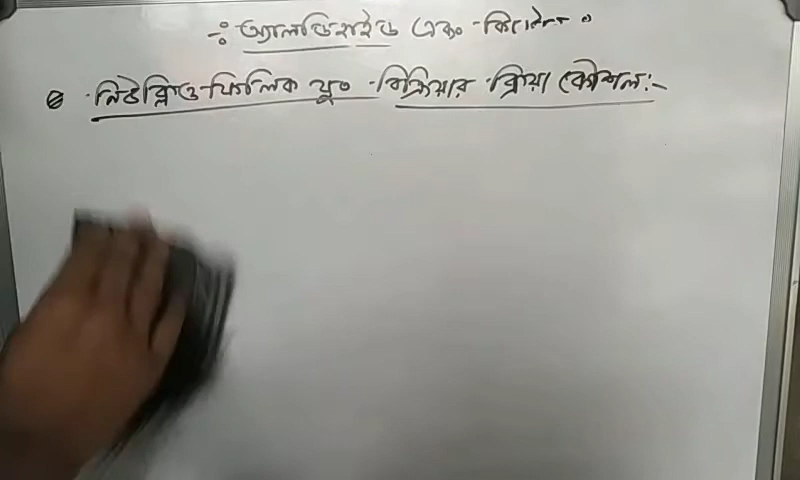 -: অ্যালডিহাইড এবং কিটোন :
⊖ নিউক্লিওফিলিক যুত বিক্রিয়ার ক্রিয়া কৌশল:-